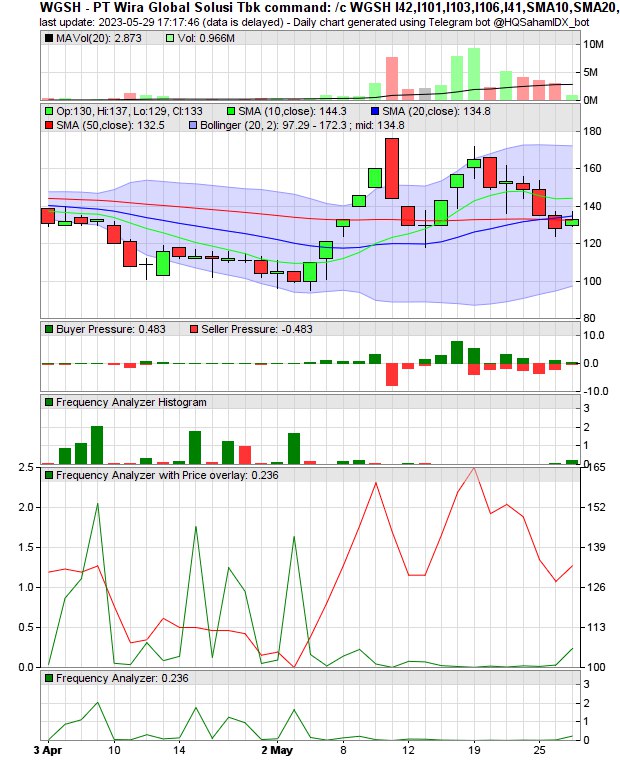 WGSH - PT Wira Global Solusi Tbk command: /c WGSH I42,I101,I103,I106,I41,SMA10,SMA20,
last update: 2023-05-29 17:17:46 (data is delayed) - Daily chart generated using Telegram bot @HQSahamIDX_bot
MAVol(20): 2.873 Vol: 0.966M
10M
5M
0M
Op:130, Hi:137, Lo:129, Cl:133 SMA (10,close): 144.3 SMA (20,close): 134.8
SMA (50,close): 132.5 Bollinger (20, 2): 97.29 - 172.3 ; mid: 134.8
180
160
140
120
100
80
Buyer Pressure: 0.483 Seller Pressure: -0.483
10.0
0.0
-10.0
Frequency Analyzer Histogram
3
2
1
0
Frequency Analyzer with Price overlay: 0.236
2.5 165
2.0 152
1.5 139
1.0 126
0.5 113
0.0 100
Frequency Analyzer: 0.236
3
2
1
0
3 Apr 10 14 2 May 8 12 19 25